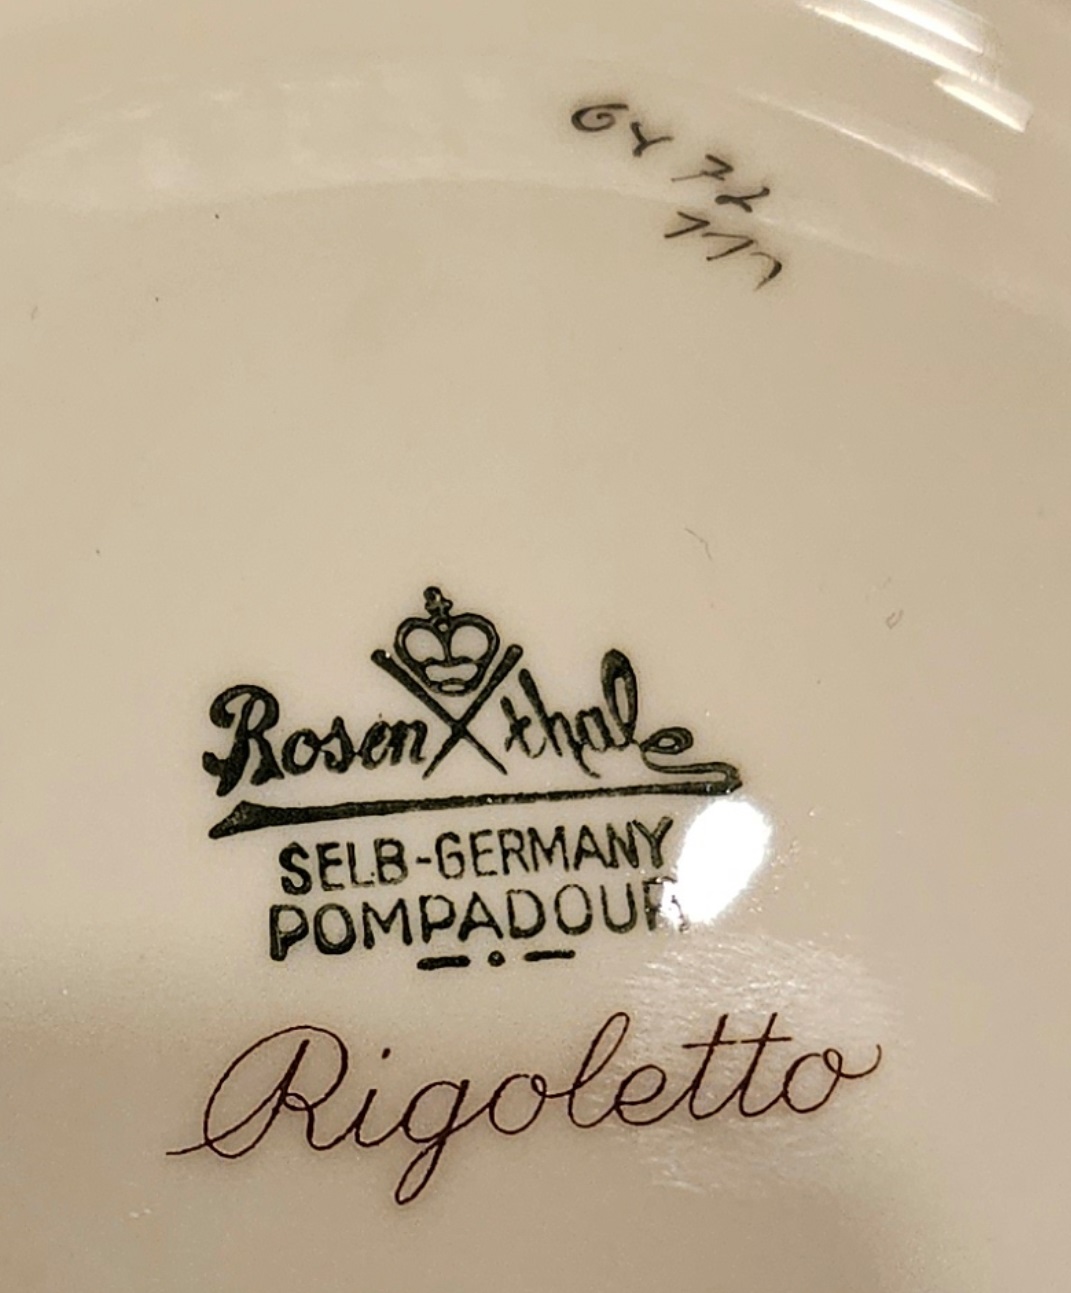 Rosenthal
SELB-GERMANY
POMPADOUR
Rigoletto